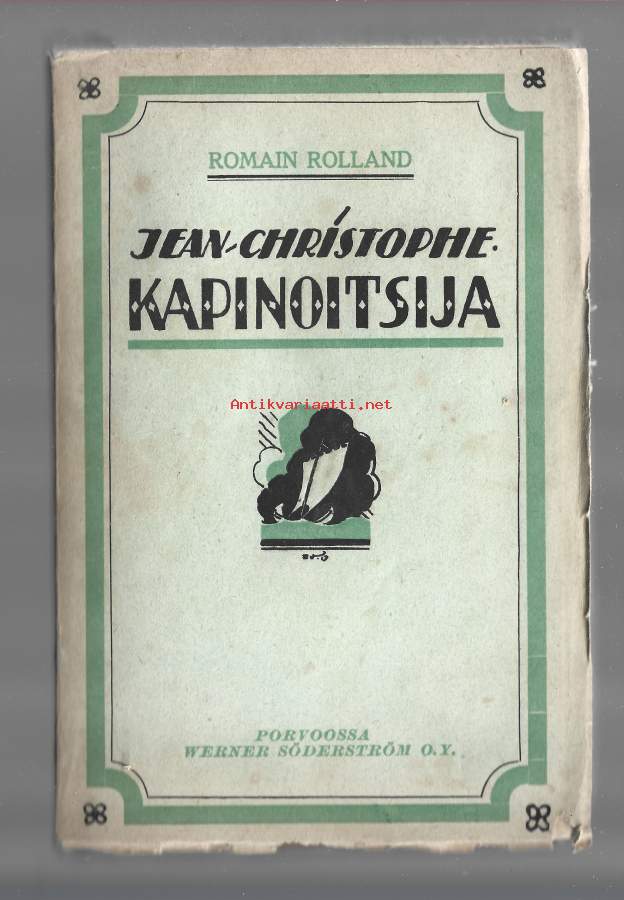 ROMAIN ROLLAND
JEAN-CHRISTOPHE.
KAPINOITSIJA
Antikvariaatti.net
PORVOOSSA
WERNER SÖDERSTRÖM O.Y.